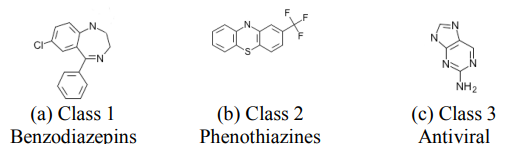 N
Cl
N
N
S
F
F
F
N
N
N
N
NH₂
(a) Class 1
Benzodiazepins
(b) Class 2
Phenothiazines
(c) Class 3
Antiviral